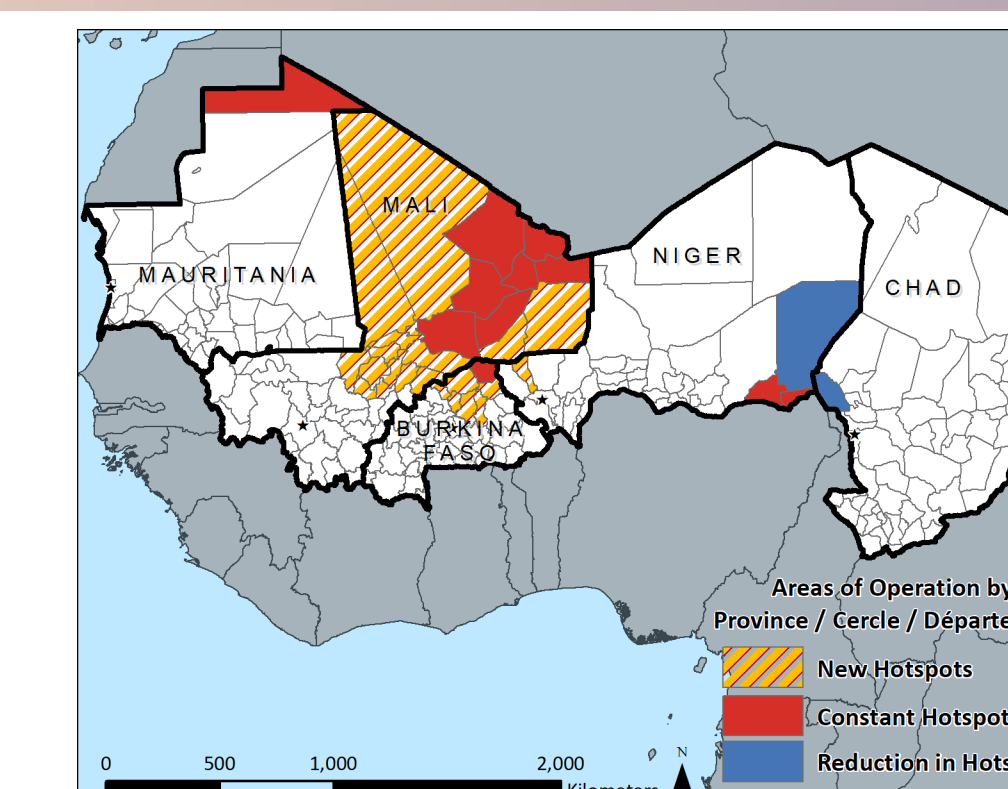 MALI
NIGER
MAURITANIA
CHAD
BURKINA
FASO
Areas of Operation by
Province / Cercle / Départe
New Hotspots
Constant Hotspot
Reduction in Hots
0 500 1,000 2,000
Kilometers
N